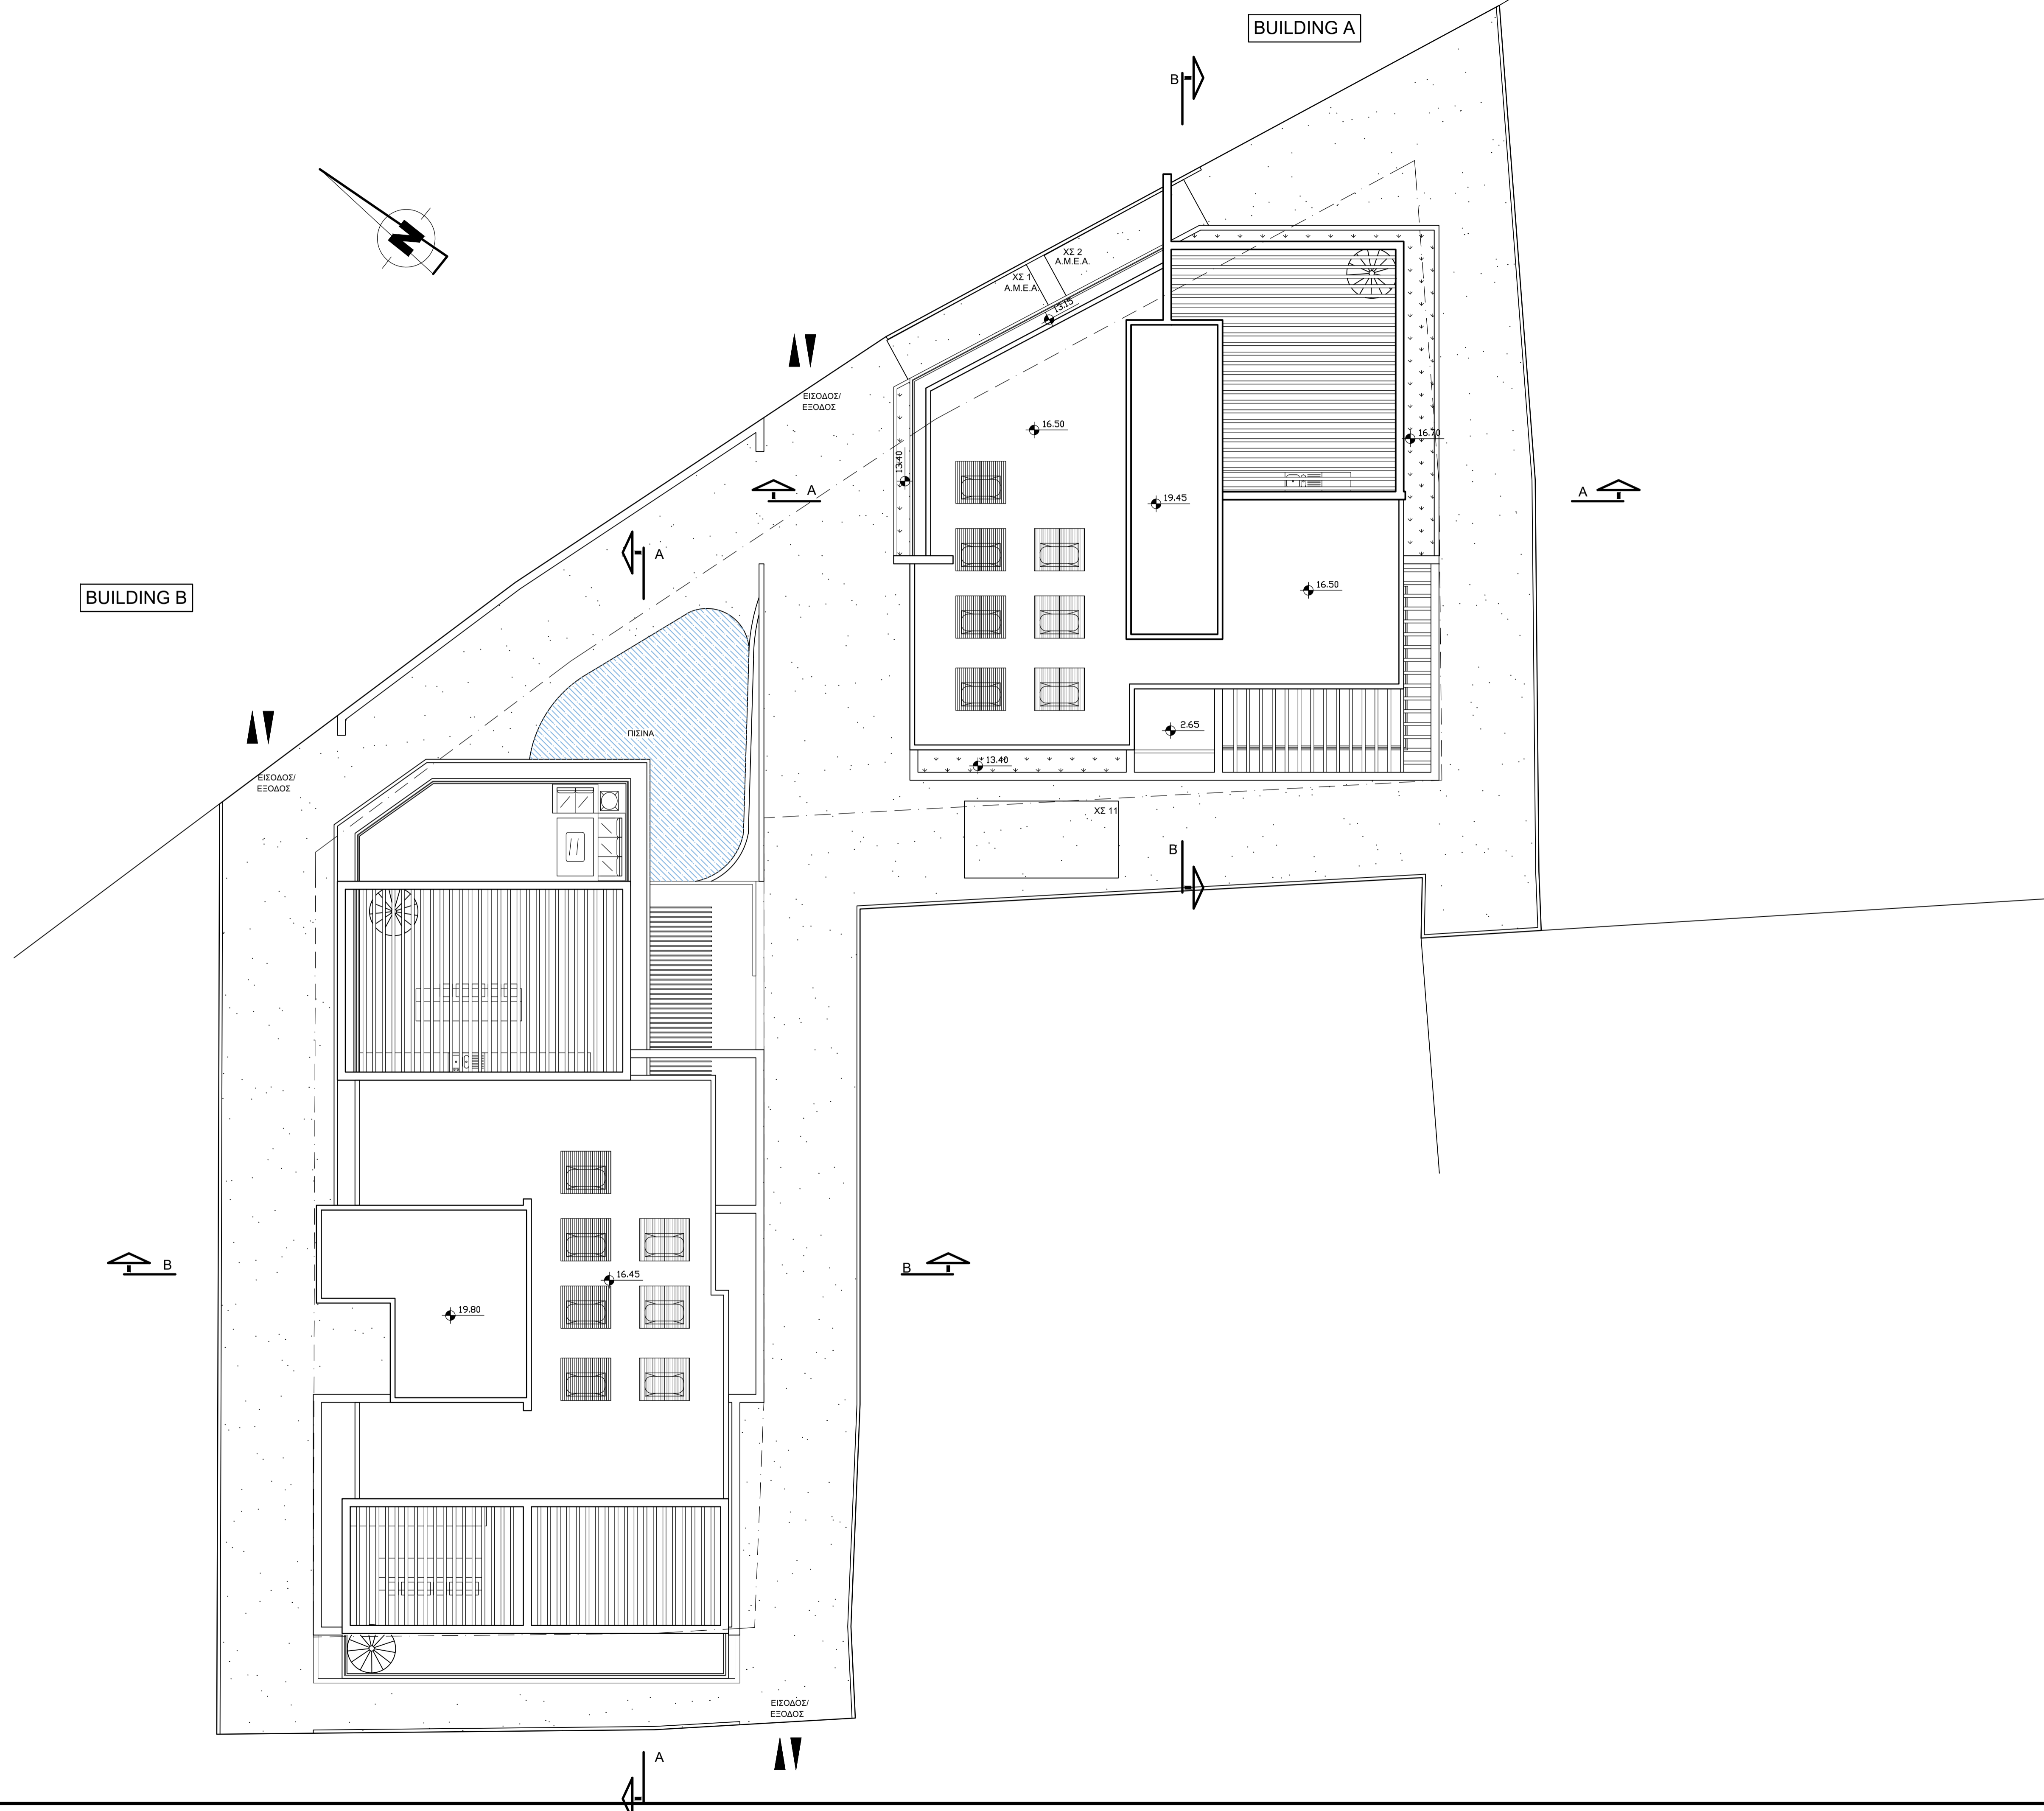 BUILDING A
B
N
ΧΣ 2
Α.Μ.Ε.Α.
ΧΣ 1
Α.Μ.Ε.Α.
13.15
ΕΙΣΟΔΟΣ/
ΕΞΟΔΟΣ
16.50
16.70
13.40
A
19.45
A
A
BUILDING B
16.50
2.65
ΠΙΣΙΝΑ
13.40
ΕΙΣΟΔΟΣ/
ΕΞΟΔΟΣ
ΧΣ 11
B
B
B
16.45
19.80
ΕΙΣΟΔΟΣ/
ΕΞΟΔΟΣ
A